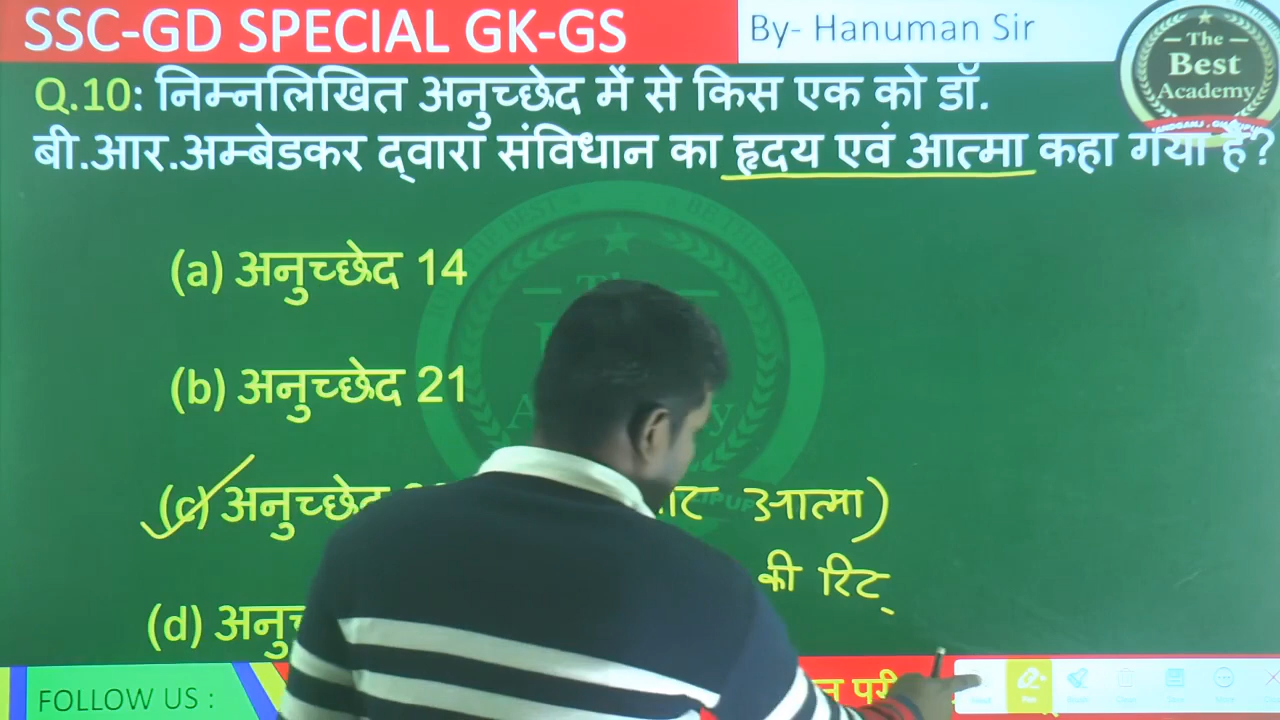 SSC-GD SPECIAL GK-GS
By- Hanuman Sir
The
Best
Academy
Q.10: निम्नलिखित अनुच्छेद में से किस एक को डॉ.
बी.आर.अम्बेडकर द्वारा संविधान का हृदय एवं आत्मा कहा गया है?
(a) अनुच्छेद 14
(b) अनुच्छेद 21
(c) अनुच्छेद आत्मा)
की रिट्
(d)
FOLLOW US :